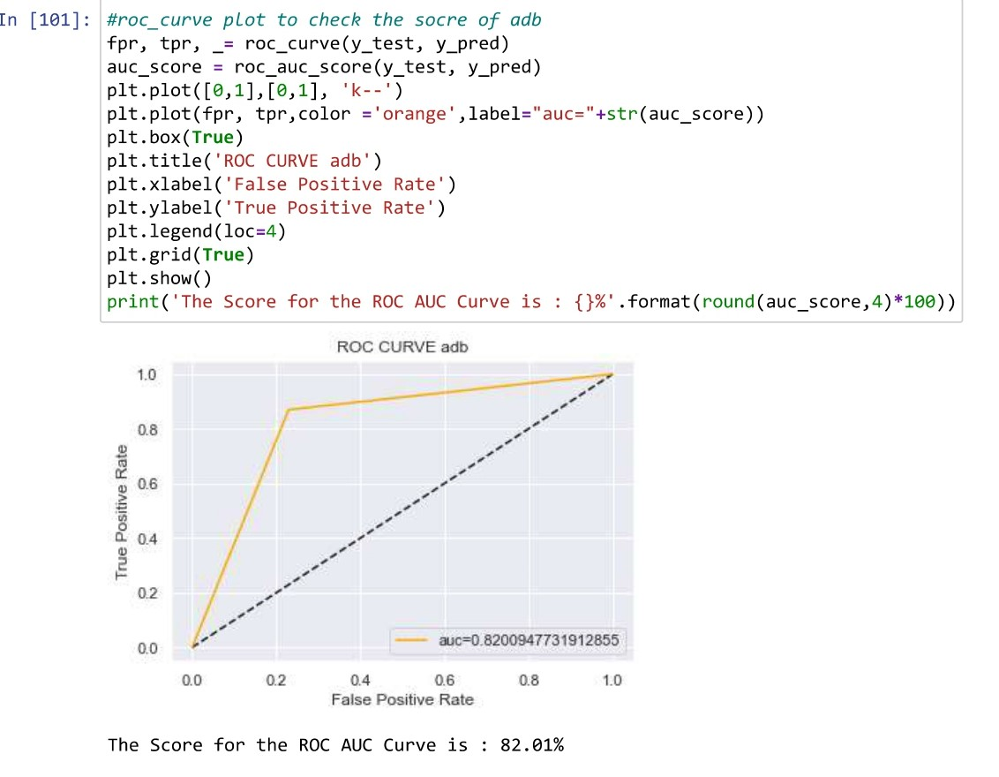 In [101]:
#roc_curve plot to check the socre of adb
fpr, tpr, _= roc_curve(y_test, y_pred)
auc_score = roc_auc_score(y_test, y_pred)
plt.plot([0,1],[0,1], 'k--')
plt.plot(fpr, tpr,color ='orange',label="auc="+str(auc_score))
plt.box(True)
plt.title('ROC CURVE adb')
plt.xlabel('False Positive Rate')
plt.ylabel('True Positive Rate')
plt.legend(loc=4)
plt.grid(True)
plt.show()
print('The Score for the ROC AUC Curve is : {}%'.format(round(auc_score,4)*100))
ROC CURVE adb
True Positive Rate
1.0
0.8
0.6
0.4
0.2
0.0
auc=0.8200947731912855
0.0 0.2 0.4 0.6 0.8 1.0
False Positive Rate
The Score for the ROC AUC Curve is : 82.01%